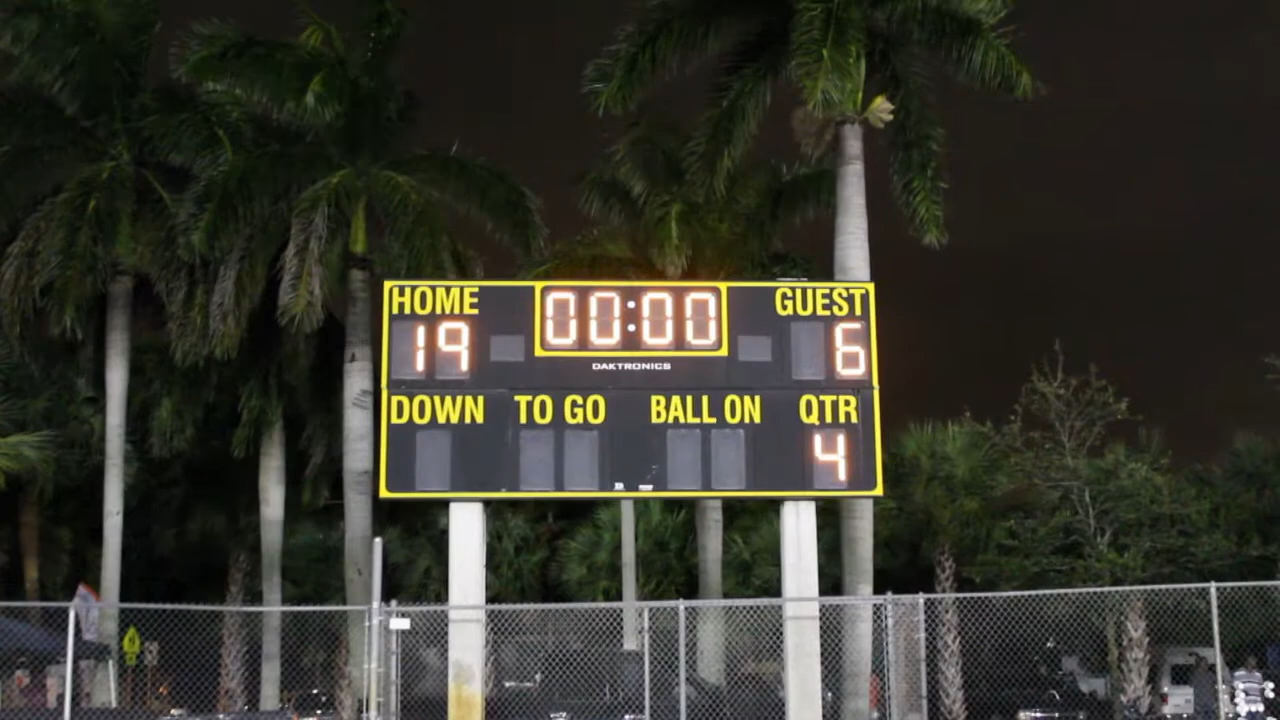 HOME 00:00 GUEST
19 6
DAKTRONICS
DOWN TO GO BALL ON QTR
4